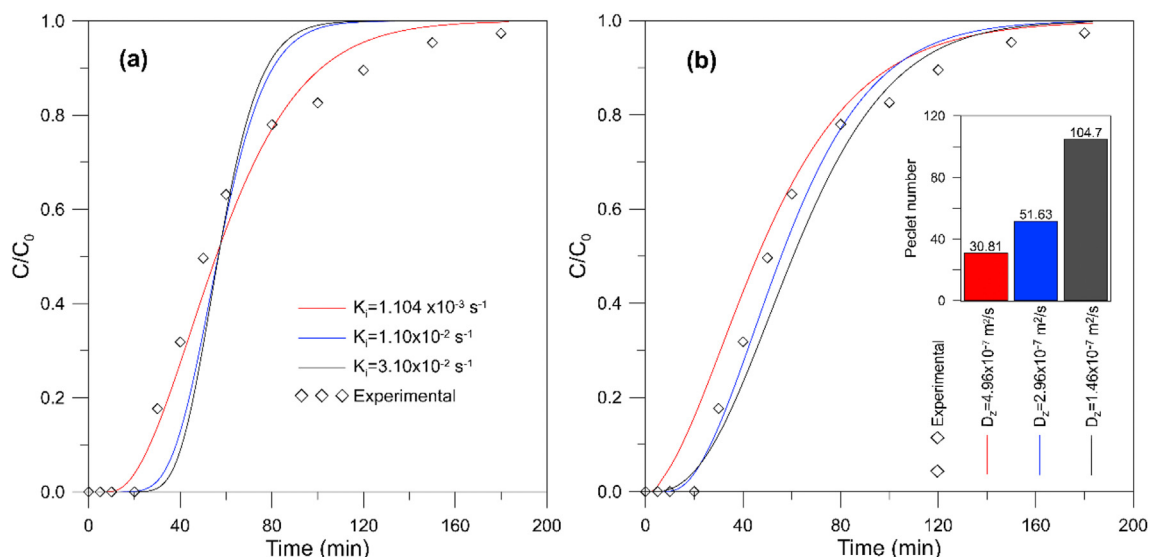 (a)
C/C₀
1.0
0.8
0.6
0.4
0.2
0.0
0 40 80 120 160 200
Time (min)
Kᵢ=1.104 x10⁻³ s⁻¹
Kᵢ=1.10x10⁻² s⁻¹
Kᵢ=3.10x10⁻² s⁻¹
Experimental
(b)
C/C₀
1.0
0.8
0.6
0.4
0.2
0.0
0 40 80 120 160 200
Time (min)
Peclet number
120
80
40
0
30.81
51.63
104.7
Experimental
D_z=4.96x10⁻⁷ m²/s
D_z=2.96x10⁻⁷ m²/s
D_z=1.46x10⁻⁷ m²/s